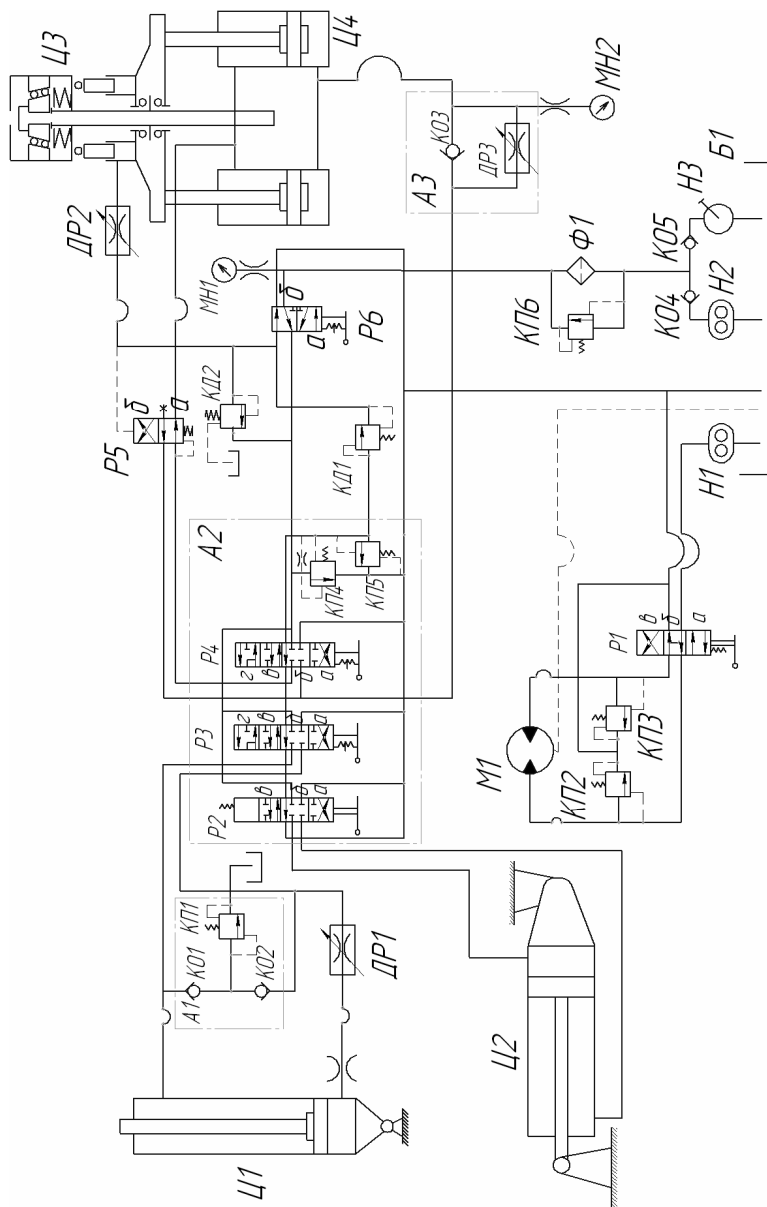 Ц3
Ц4
ДР2
МН1
б
а
Р6
А3
КО3
ДР3
МН2
Ф1
КП6
КО5
Н3
КО4
Н2
Б1
Р5
б
а
КД2
КД1
А2
КП4
КП5
Р4
г
в
б
а
Р3
г
в
б
а
Р2
в
б
а
Н1
Р1
в
б
а
М1
КП2
КП3
А1
КО1
КП1
КО2
ДР1
Ц1
Ц2